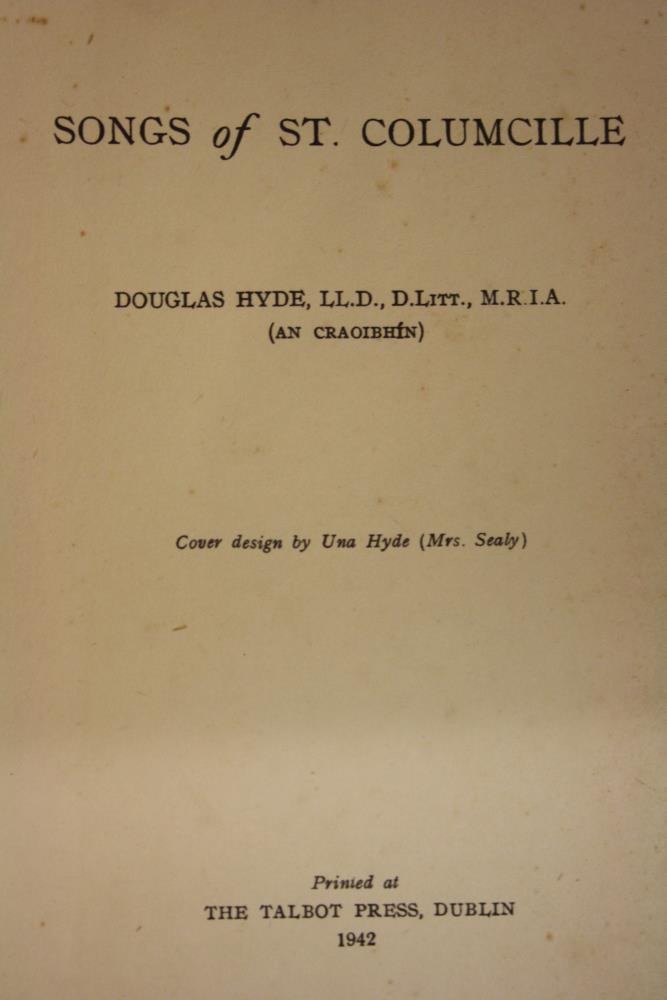 SONGS of ST. COLUMCILLE
DOUGLAS HYDE, LL.D., D.LITT., M.R.I.A.
(AN CRAOIBHÍN)
Cover design by Una Hyde (Mrs. Sealy)
Printed at
THE TALBOT PRESS, DUBLIN
1942